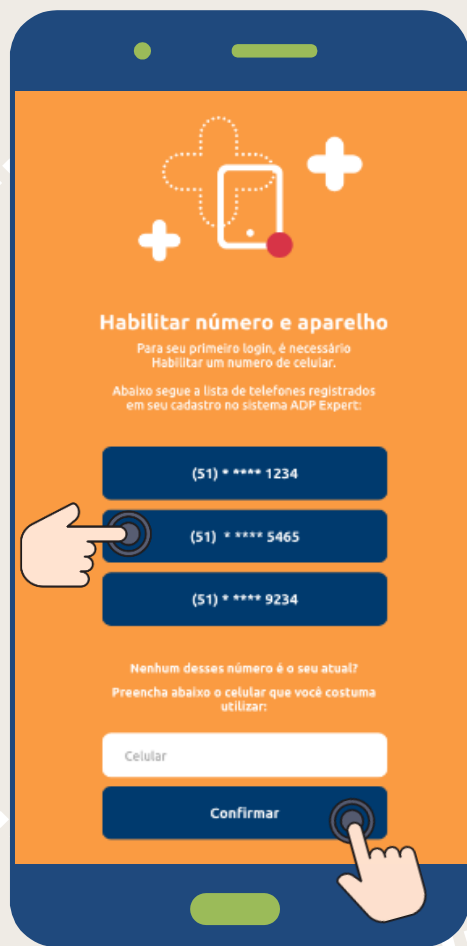 Habilitar número e aparelho
Para seu primeiro login, é necessário
Habilitar um numero de celular.
Abaixo segue a lista de telefones registrados
em seu cadastro no sistema ADP Expert:
(51) * **** 1234
(51) * **** 5465
(51) * **** 9234
Nenhum desses número é o seu atual?
Preencha abaixo o celular que você costuma
utilizar:
Celular
Confirmar